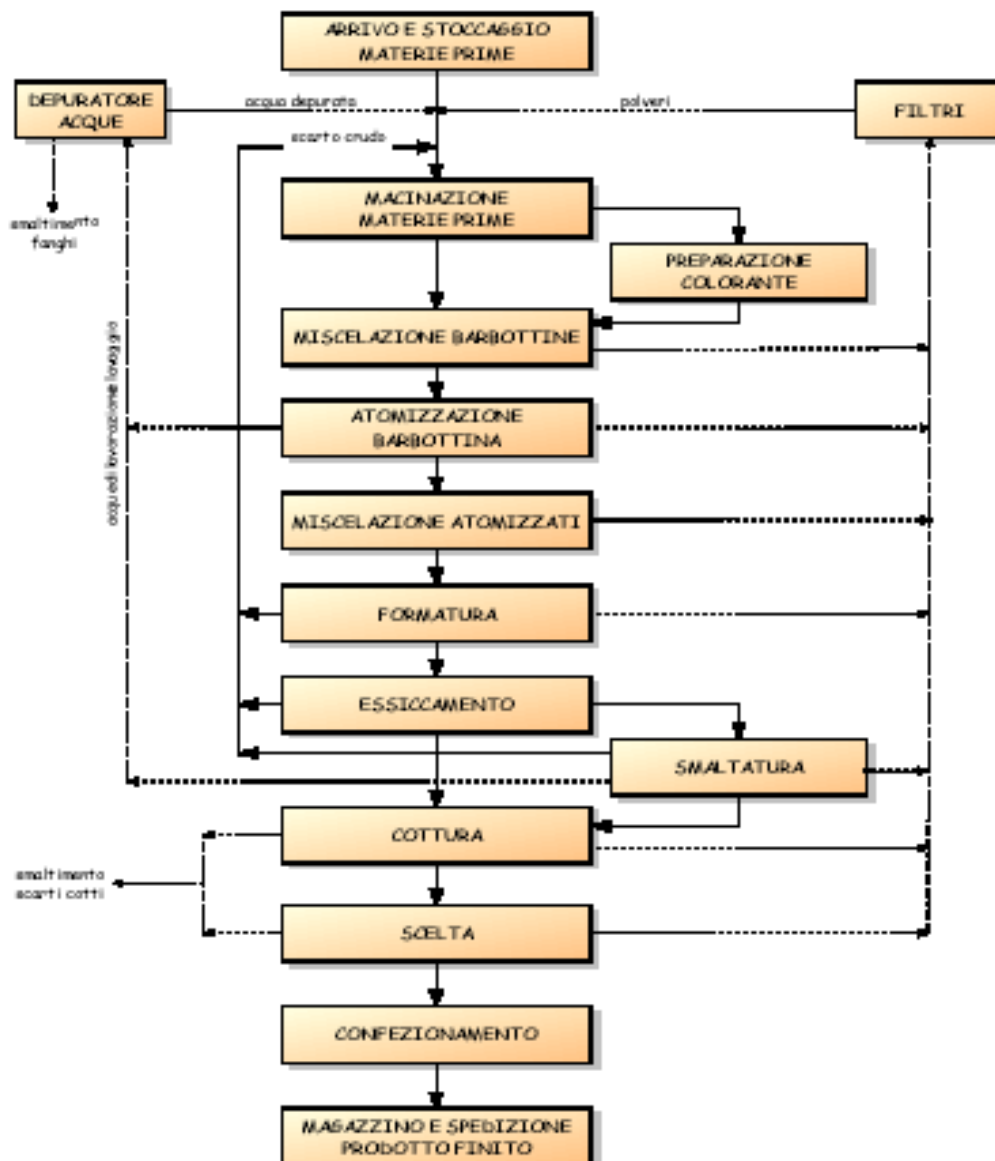 ARRIVO E STOCCAGGIO
MATERIE PRIME
DEPURATORE
ACQUE
acqua depurata
polveri
FILTRI
scarto crudo
MACINAZIONE
MATERIE PRIME
smaltimento
fanghi
PREPARAZIONE
COLORANTE
MISCELAZIONE BARBOTTINE
acque di lavorazione lavaggio
ATOMIZZAZIONE
BARBOTTINA
MISCELAZIONE ATOMIZZATI
FORMATURA
ESSICCAMENTO
SMALTATURA
COTTURA
smaltimento
scarti cotti
SCELTA
CONFEZIONAMENTO
MAGAZZINO E SPEDIZIONE
PRODOTTO FINITO